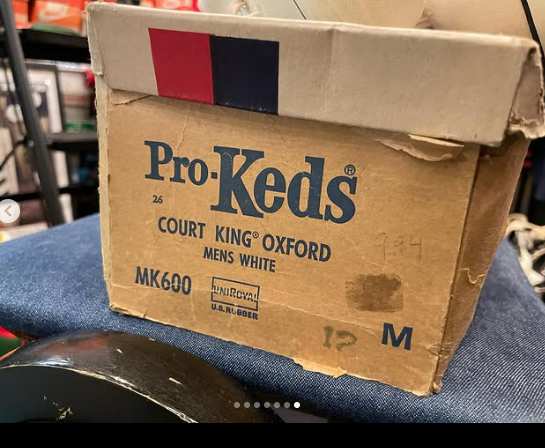 Pro-Keds®
26
COURT KING® OXFORD
MENS WHITE
MK600
UNIROYAL
U.S. RUBBER
12
M